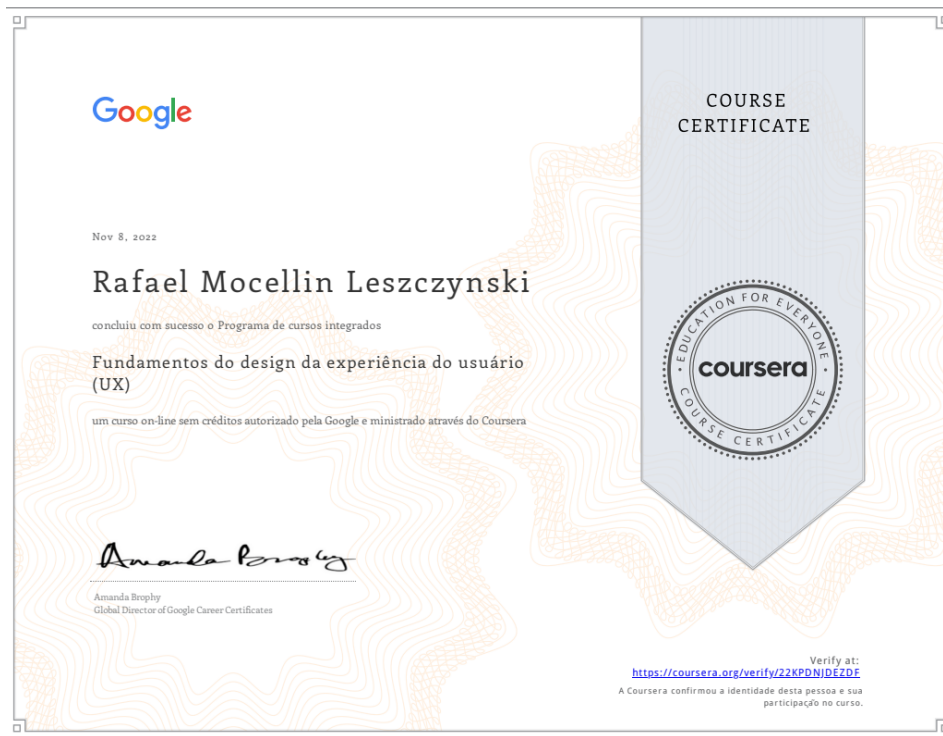 Google
COURSE
CERTIFICATE
Nov 8, 2022
Rafael Mocellin Leszczynski
concluiu com sucesso o Programa de cursos integrados
Fundamentos do design da experiência do usuário
(UX)
um curso on-line sem créditos autorizado pela Google e ministrado através do Coursera
EDUCATION FOR EVERYONE
coursera
COURSE CERTIFICATE
Amanda Brophy
Amanda Brophy
Global Director of Google Career Certificates
Verify at:
https://coursera.org/verify/22KPDNJDEZDF
A Coursera confirmou a identidade desta pessoa e sua
participação no curso.